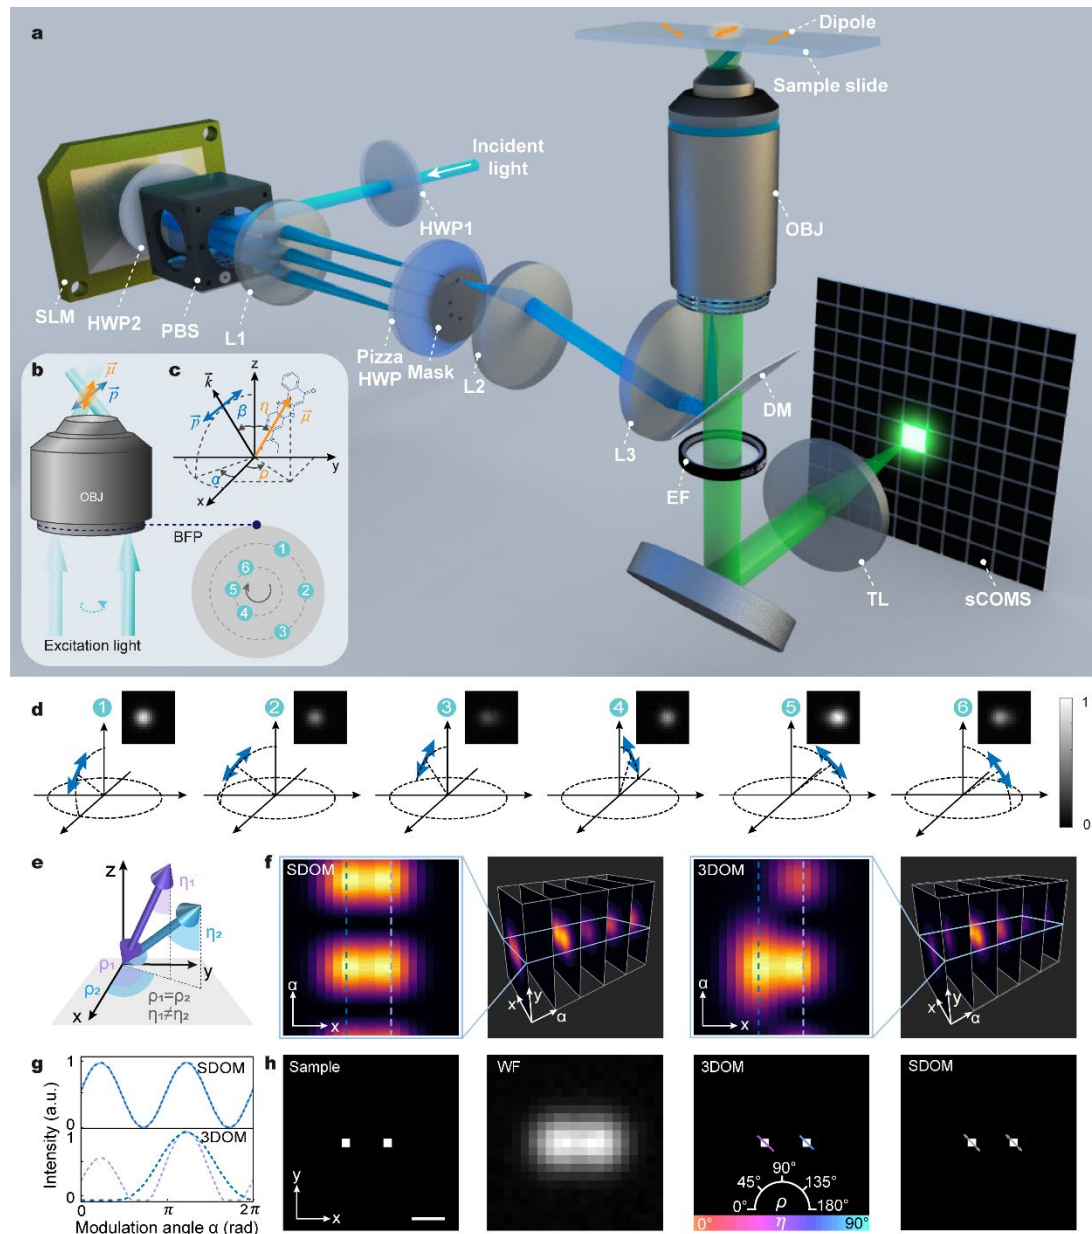 a
Dipole
Sample slide
Incident
light
HWP1
OBJ
SLM
HWP2
PBS
L1
Pizza
HWP
Mask
L2
L3
DM
EF
TL
sCOMS
b
μ⃗
p⃗
OBJ
BFP
Excitation light
c
z
k⃗
p⃗
β
η
μ⃗
y
α
ρ
x
1
2
3
4
5
6
d
1
2
3
4
5
6
1
0
e
z
η₁
η₂
ρ₁
y
ρ₂
x
ρ₁=ρ₂
η₁≠η₂
f
SDOM
α
x
x
y
α
3DOM
α
x
x
y
α
g
1
SDOM
0
1
3DOM
0
Intensity (a.u.)
π
2π
Modulation angle α (rad)
h
Sample
y
x
WF
3DOM
90°
45°
135°
0°
ρ
180°
0°
η
90°
SDOM